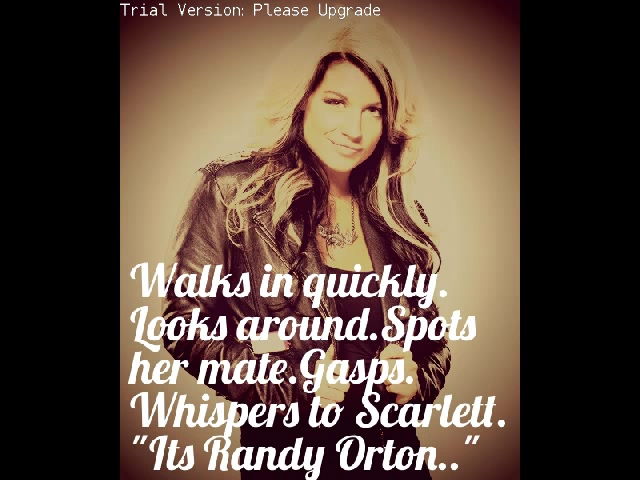 Trial Version: Please Upgrade
Walks in quickly.
Looks around.Spots
her mate.Gasps.
Whispers to Scarlett.
"Its Randy Orton.."